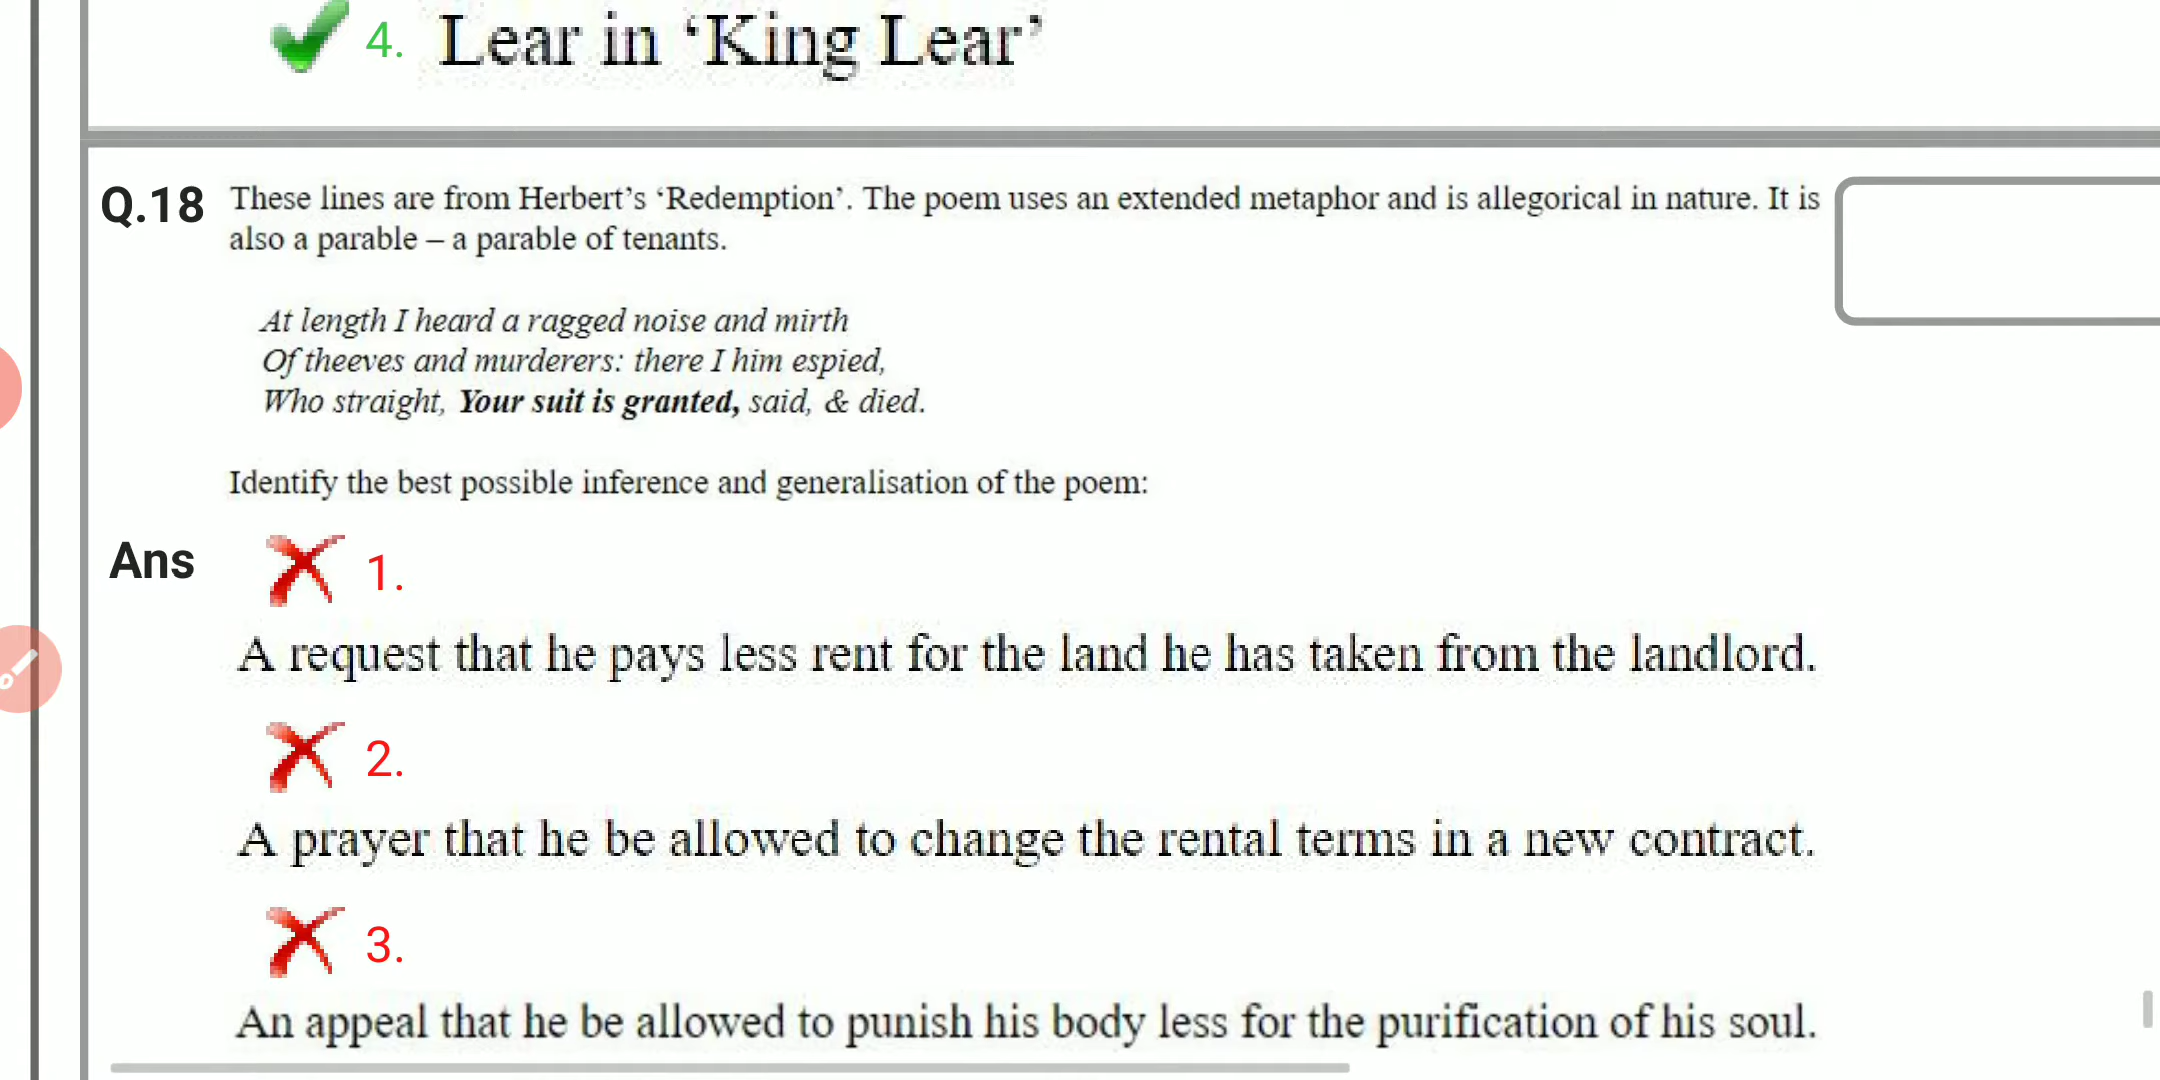 4. Lear in ‘King Lear’
Q.18 These lines are from Herbert’s ‘Redemption’. The poem uses an extended metaphor and is allegorical in nature. It is
also a parable – a parable of tenants.
At length I heard a ragged noise and mirth
Of theeves and murderers: there I him espied,
Who straight, Your suit is granted, said, & died.
Identify the best possible inference and generalisation of the poem:
Ans 1.
A request that he pays less rent for the land he has taken from the landlord.
2.
A prayer that he be allowed to change the rental terms in a new contract.
3.
An appeal that he be allowed to punish his body less for the purification of his soul.